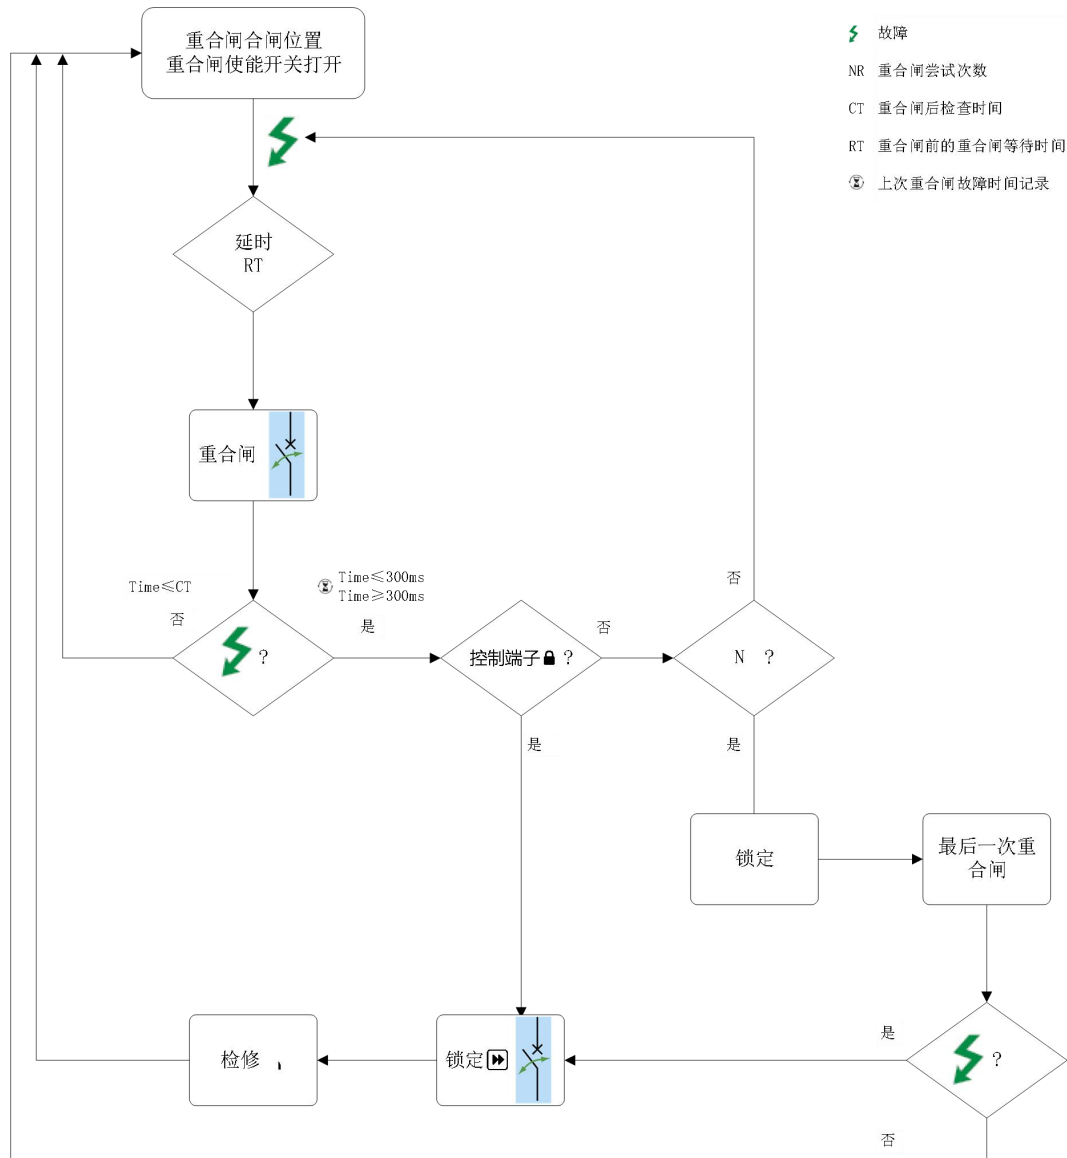 重合闸合闸位置
重合闸使能开关打开
故障
NR 重合闸尝试次数
CT 重合闸后检查时间
RT 重合闸前的重合闸等待时间
上次重合闸故障时间记录
延时
RT
重合闸
Time≤CT
否
Time≤300ms
Time≥300ms
是
?
控制端子?
否
是
否
N ?
是
锁定
最后一次重
合闸
检修
锁定
是
?
否